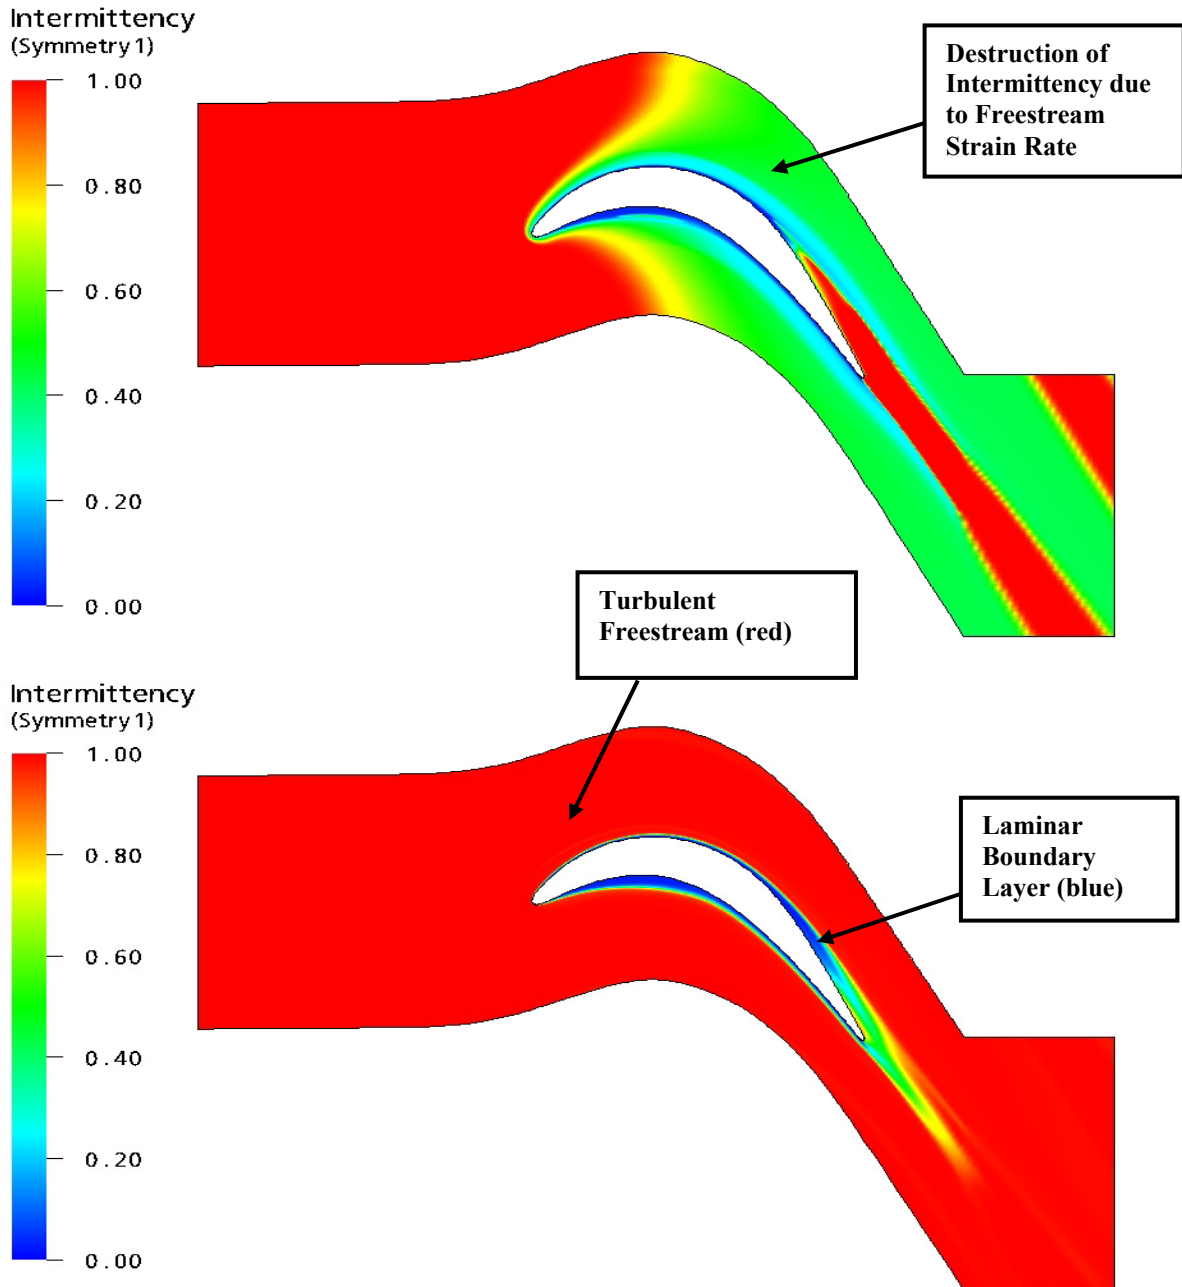 Intermittency
(Symmetry 1)
1.00
0.80
0.60
0.40
0.20
0.00
Destruction of
Intermittency due
to Freestream
Strain Rate
Turbulent
Freestream (red)
Intermittency
(Symmetry 1)
1.00
0.80
0.60
0.40
0.20
0.00
Laminar
Boundary
Layer (blue)